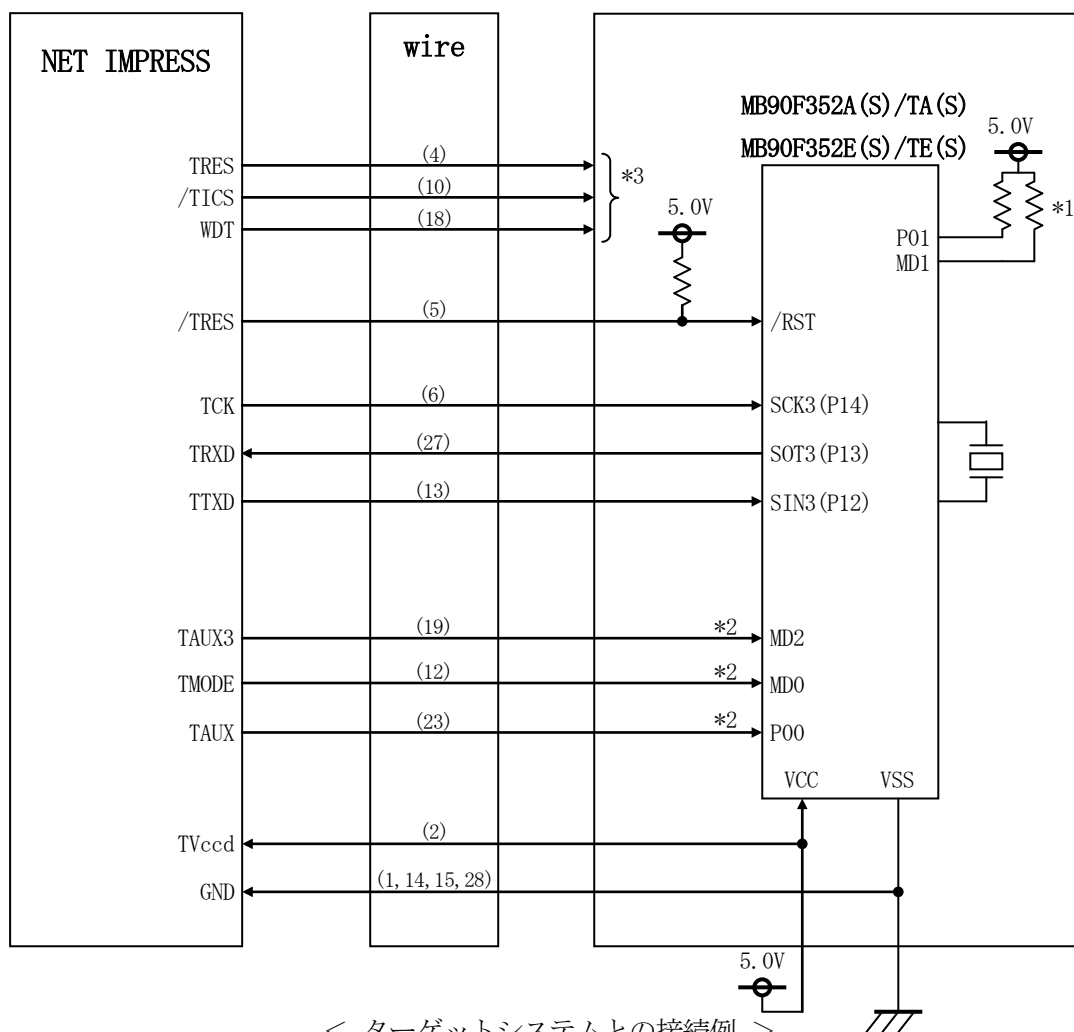 NET IMPRESS
wire
MB90F352A(S)/TA(S)
MB90F352E(S)/TE(S)
5.0V
*1
P01
MD1
TRES
(4)
/TICS
(10)
WDT
(18)
*3
5.0V
/TRES
(5)
/RST
TCK
(6)
SCK3(P14)
TRXD
(27)
SOT3(P13)
TTXD
(13)
SIN3(P12)
TAUX3
(19)
*2
MD2
TMODE
(12)
*2
MD0
TAUX
(23)
*2
P00
VCC
VSS
TVccd
(2)
GND
(1,14,15,28)
5.0V
< ターゲットシステムとの接続例 >